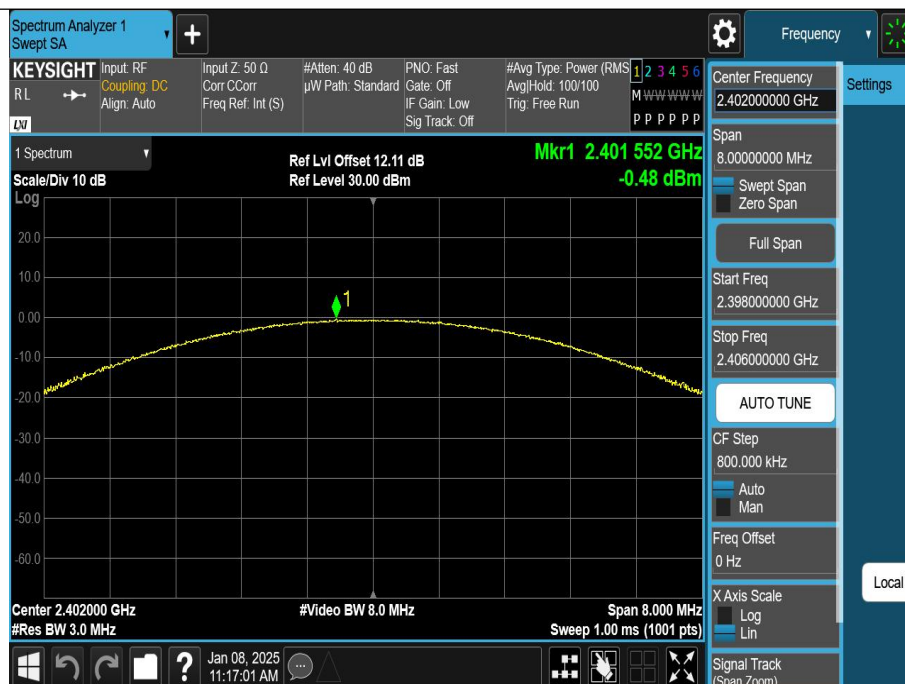 Spectrum Analyzer 1
Swept SA
Frequency
KEYSIGHT
RL
LXI
Input: RF
Coupling: DC
Align: Auto
Input Z: 50 Ω
Corr CCorr
Freq Ref: Int (S)
#Atten: 40 dB
µW Path: Standard
PNO: Fast
Gate: Off
IF Gain: Low
Sig Track: Off
#Avg Type: Power (RMS
Avg|Hold: 100/100
Trig: Free Run
1 2 3 4 5 6
M W W W W W
P P P P P P
1 Spectrum
Scale/Div 10 dB
Ref Lvl Offset 12.11 dB
Ref Level 30.00 dBm
Mkr1 2.401 552 GHz
-0.48 dBm
Log
20.0
10.0
0.00
-10.0
-20.0
-30.0
-40.0
-50.0
-60.0
1
Center 2.402000 GHz
#Res BW 3.0 MHz
#Video BW 8.0 MHz
Span 8.000 MHz
Sweep 1.00 ms (1001 pts)
Jan 08, 2025
11:17:01 AM
?
Center Frequency
2.402000000 GHz
Span
8.00000000 MHz
Swept Span
Zero Span
Full Span
Start Freq
2.398000000 GHz
Stop Freq
2.406000000 GHz
AUTO TUNE
CF Step
800.000 kHz
Auto
Man
Freq Offset
0 Hz
X Axis Scale
Log
Lin
Signal Track
(Span Zoom)
Settings
Local